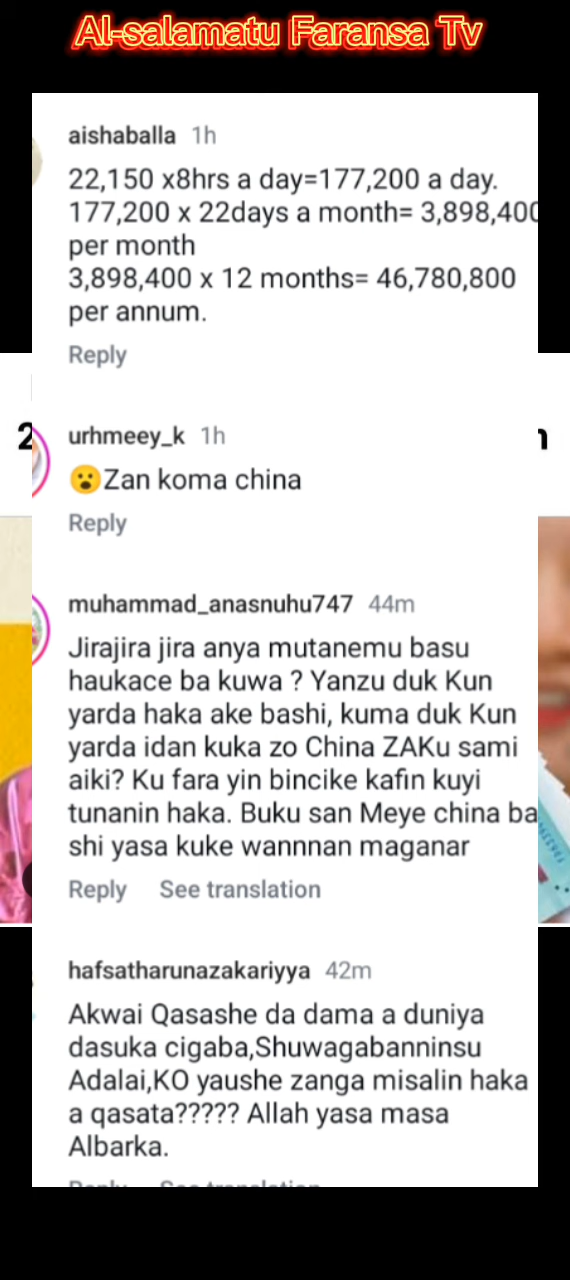 Al-salamatu Faransa Tv
aishaballa 1h
22,150 x8hrs a day=177,200 a day.
177,200 x 22days a month= 3,898,400
per month
3,898,400 x 12 months= 46,780,800
per annum.
Reply
urhmeey_k 1h
😮Zan koma china
Reply
muhammad_anasnuhu747 44m
Jirajira jira anya mutanemu basu
haukace ba kuwa ? Yanzu duk Kun
yarda haka ake bashi, kuma duk Kun
yarda idan kuka zo China ZAKu sami
aiki? Ku fara yin bincike kafin kuyi
tunanin haka. Buku san Meye china ba
shi yasa kuke wannnan maganar
Reply See translation
hafsatharunazakariyya 42m
Akwai Qasashe da dama a duniya
dasuka cigaba,Shuwagabanninsu
Adalai,KO yaushe zanga misalin haka
a qasata????? Allah yasa masa
Albarka.
Reply See translation